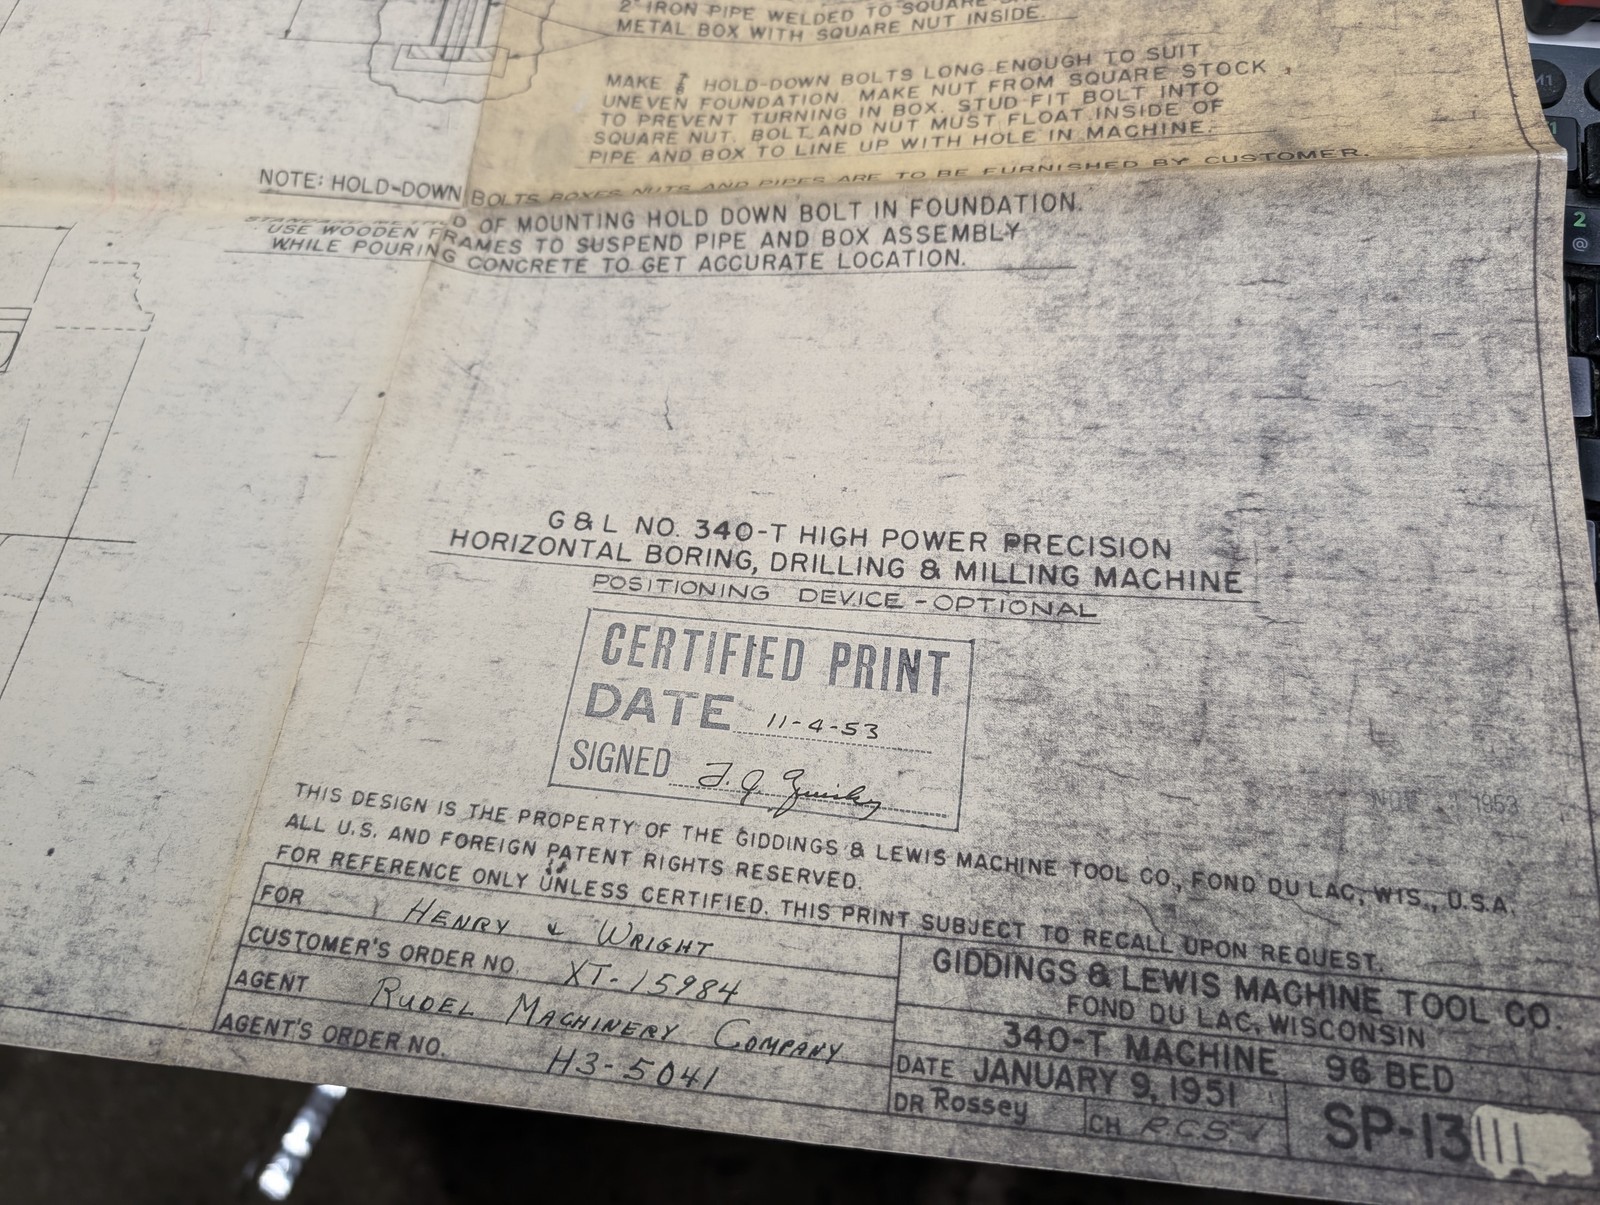 2" IRON PIPE WELDED TO SQUARE
METAL BOX WITH SQUARE NUT INSIDE.
MAKE 7/8 HOLD-DOWN BOLTS LONG ENOUGH TO SUIT
UNEVEN FOUNDATION. MAKE NUT FROM SQUARE STOCK,
TO PREVENT TURNING IN BOX. STUD FIT BOLT INTO
SQUARE NUT. BOLT AND NUT MUST FLOAT INSIDE OF
PIPE AND BOX TO LINE UP WITH HOLE IN MACHINE.
NOTE: HOLD-DOWN BOLTS BOXES NUTS AND PIPES ARE TO BE FURNISHED BY CUSTOMER.
STANDARD METHOD OF MOUNTING HOLD DOWN BOLT IN FOUNDATION.
USE WOODEN FRAMES TO SUSPEND PIPE AND BOX ASSEMBLY
WHILE POURING CONCRETE TO GET ACCURATE LOCATION.
G & L NO. 340-T HIGH POWER PRECISION
HORIZONTAL BORING, DRILLING & MILLING MACHINE
POSITIONING DEVICE - OPTIONAL
CERTIFIED PRINT
DATE 11-4-53
SIGNED
NOV 1953
THIS DESIGN IS THE PROPERTY OF THE GIDDINGS & LEWIS MACHINE TOOL CO., FOND DU LAC, WIS., U.S.A.
ALL U.S. AND FOREIGN PATENT RIGHTS RESERVED.
FOR REFERENCE ONLY UNLESS CERTIFIED. THIS PRINT SUBJECT TO RECALL UPON REQUEST.
FOR HENRY & WRIGHT
CUSTOMER'S ORDER NO. XT-15984
AGENT RUDEL MACHINERY COMPANY
AGENT'S ORDER NO. H3-5041
GIDDINGS & LEWIS MACHINE TOOL CO.
FOND DU LAC, WISCONSIN
340-T MACHINE 96 BED
DATE JANUARY 9, 1951
DR Rossey CH
SP-13111
M1
2
@